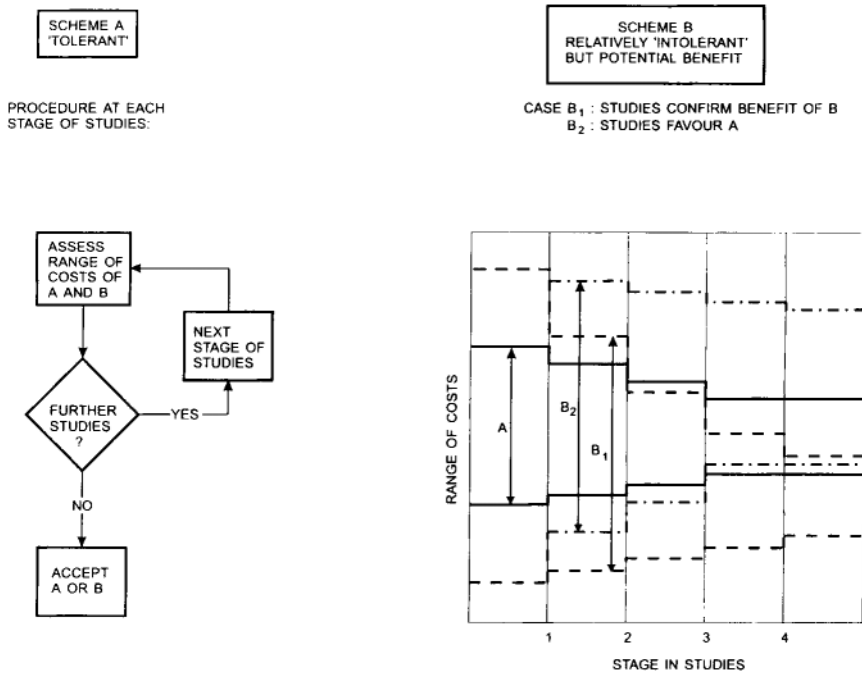 SCHEME A
'TOLERANT'
PROCEDURE AT EACH
STAGE OF STUDIES:
SCHEME B
RELATIVELY 'INTOLERANT'
BUT POTENTIAL BENEFIT
CASE B₁ : STUDIES CONFIRM BENEFIT OF B
B₂ : STUDIES FAVOUR A
ASSESS
RANGE OF
COSTS OF
A AND B
NEXT
STAGE OF
STUDIES
FURTHER
STUDIES
?
YES
NO
ACCEPT
A OR B
RANGE OF COSTS
A
B₂
B₁
1 2 3 4
STAGE IN STUDIES